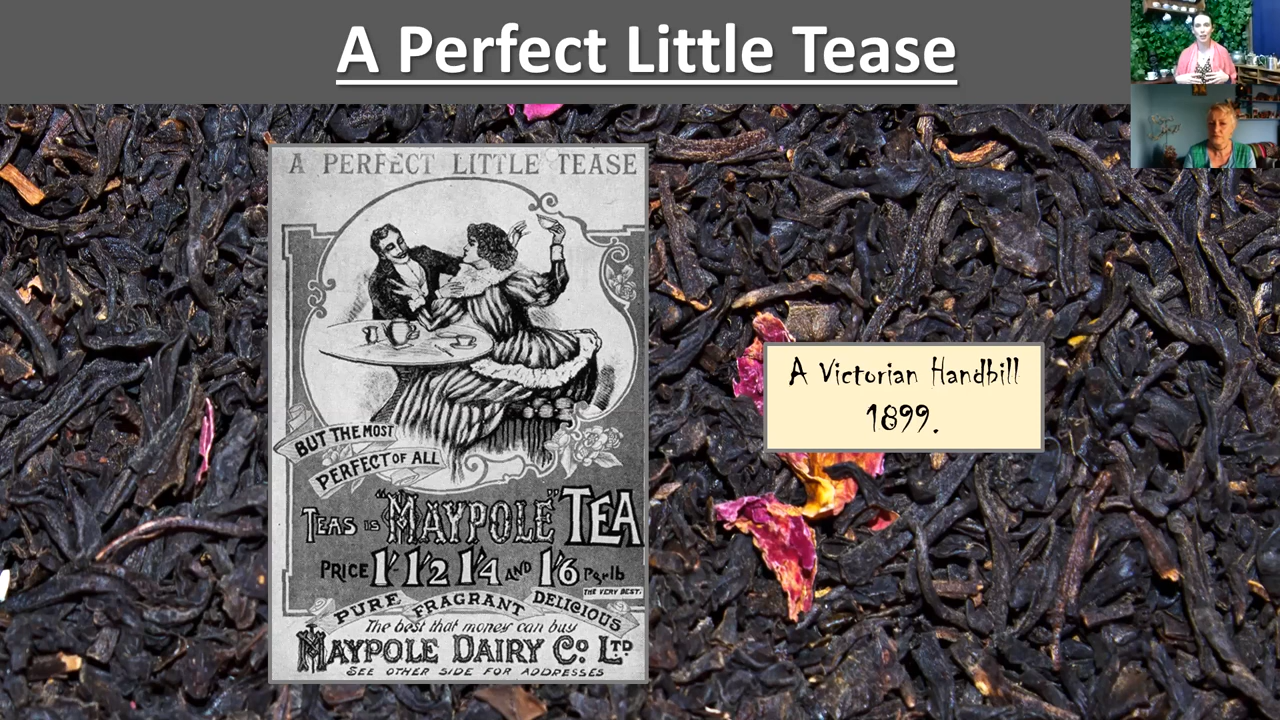 A Perfect Little Tease
A PERFECT LITTLE TEASE
BUT THE MOST
PERFECT OF ALL
TEAS IS "MAYPOLE" TEA
PRICE 1/- 1/2 1/4 AND 1/6 Per lb
THE VERY BEST.
PURE FRAGRANT DELICIOUS
The best that money can buy
MAYPOLE DAIRY CO LTD
SEE OTHER SIDE FOR ADDRESSES
A Victorian Handbill
1899.